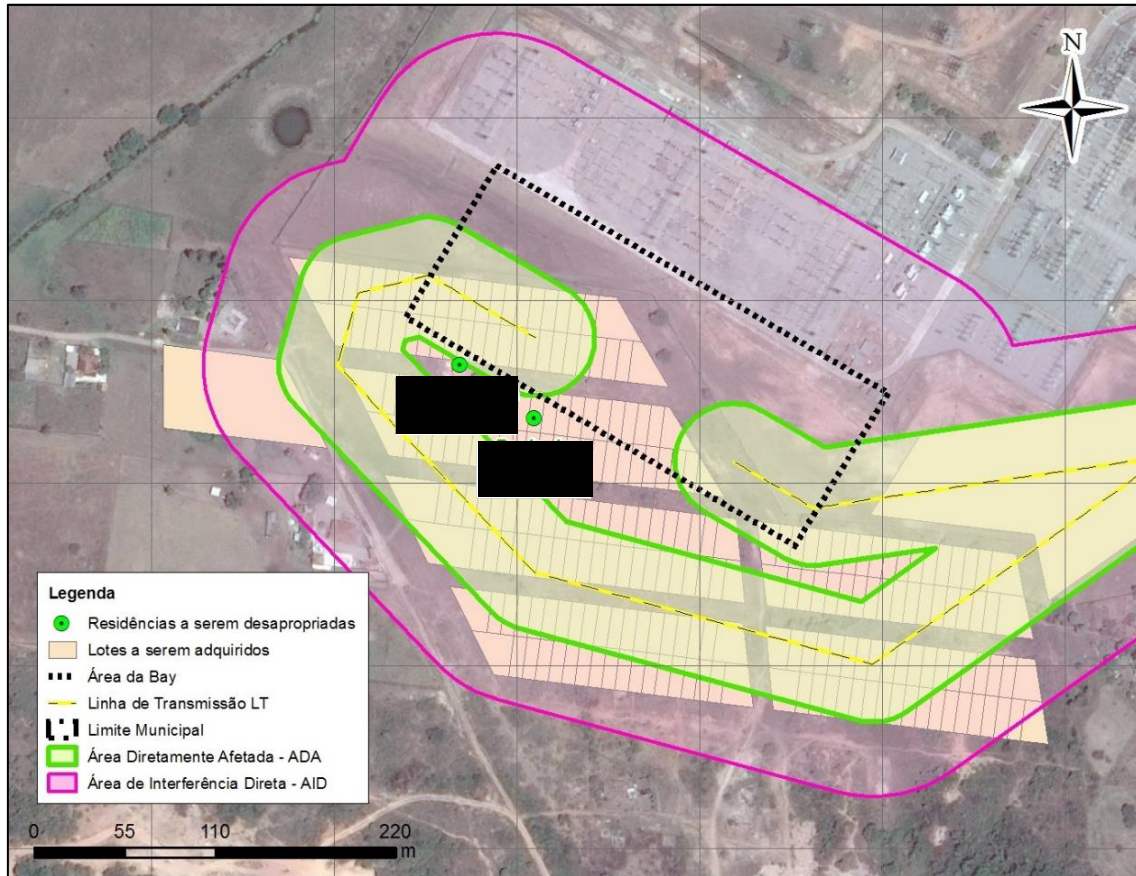 N
Legenda
Residências a serem desapropriadas
Lotes a serem adquiridos
Área da Bay
Linha de Transmissão LT
Limite Municipal
Área Diretamente Afetada - ADA
Área de Interferência Direta - AID
0 55 110 220
m